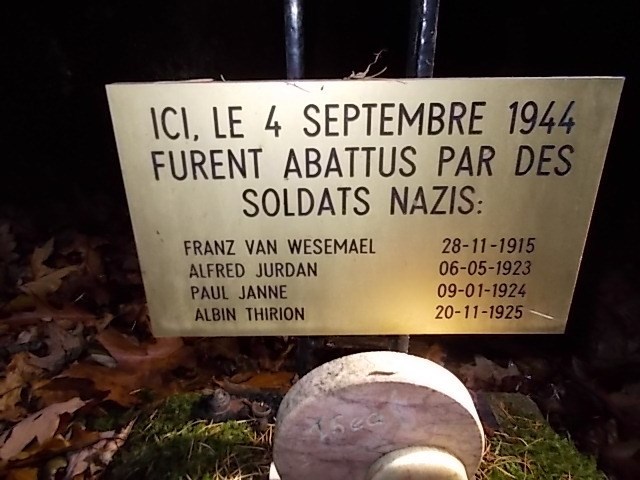 ICI, LE 4 SEPTEMBRE 1944
FURENT ABATTUS PAR DES
SOLDATS NAZIS:
FRANZ VAN WESEMAEL 28-11-1915
ALFRED JURDAN 06-05-1923
PAUL JANNE 09-01-1924
ALBIN THIRION 20-11-1925